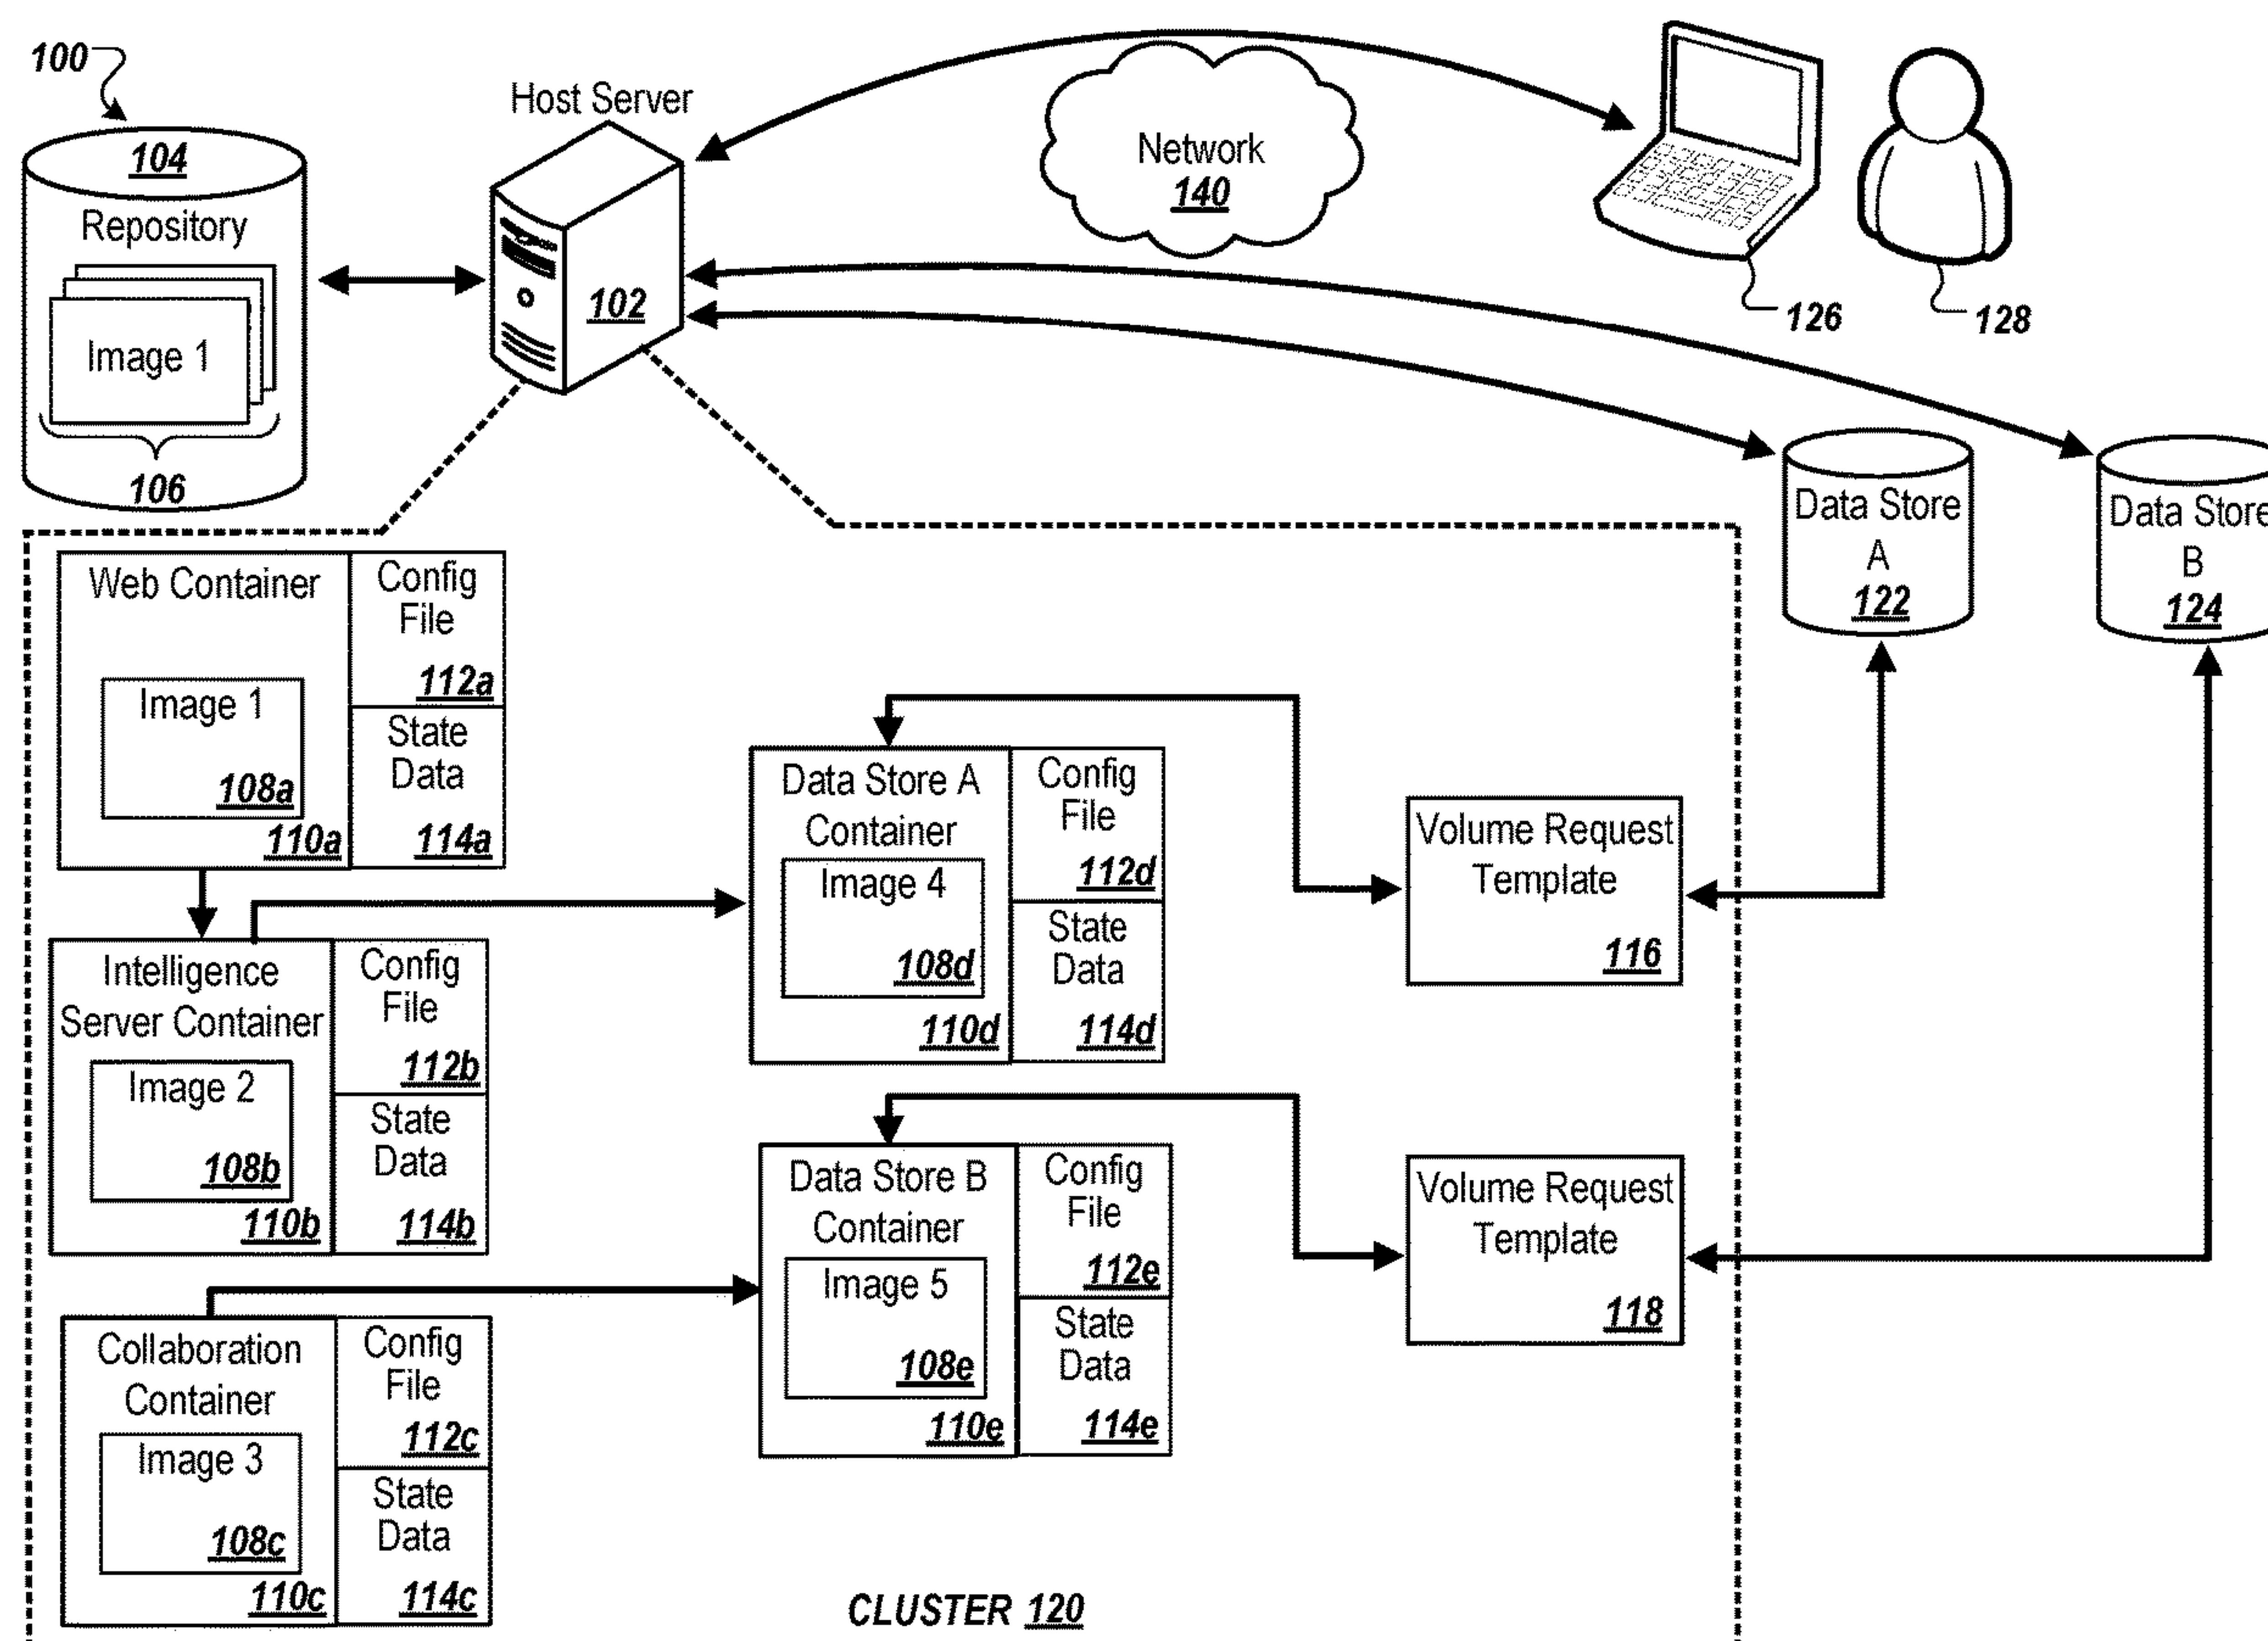 100
104
Repository
Image 1
106
Host Server
102
Network
140
126
128
Data Store
A
122
Data Store
B
124
Web Container
Image 1
108a
110a
Config
File
112a
State
Data
114a
Intelligence
Server Container
Image 2
108b
110b
Config
File
112b
State
Data
114b
Collaboration
Container
Image 3
108c
110c
Config
File
112c
State
Data
114c
Data Store A
Container
Image 4
108d
110d
Config
File
112d
State
Data
114d
Data Store B
Container
Image 5
108e
110e
Config
File
112e
State
Data
114e
Volume Request
Template
116
Volume Request
Template
118
CLUSTER 120